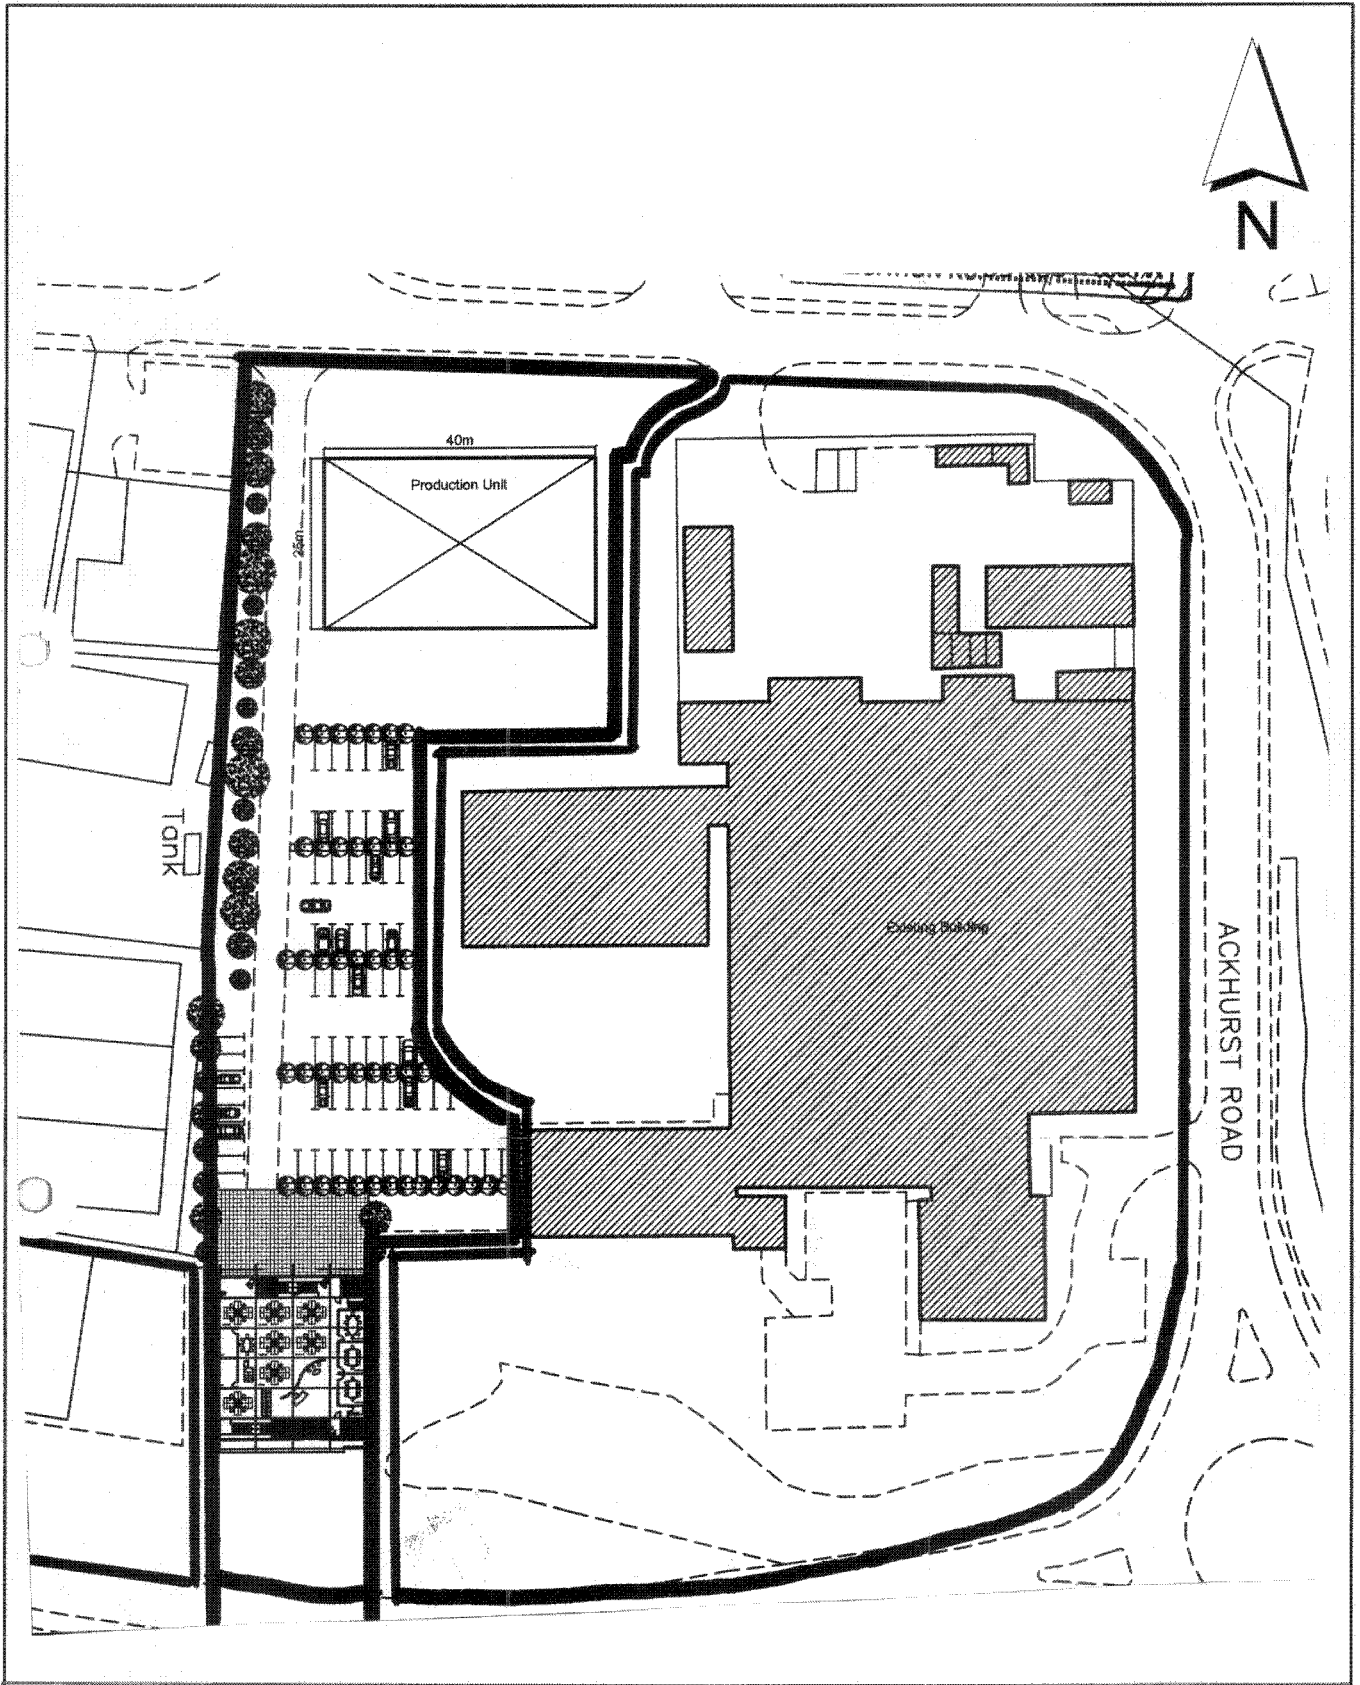 N
40m
Production Unit
25m
Tank
Existing Building
ACKHURST ROAD